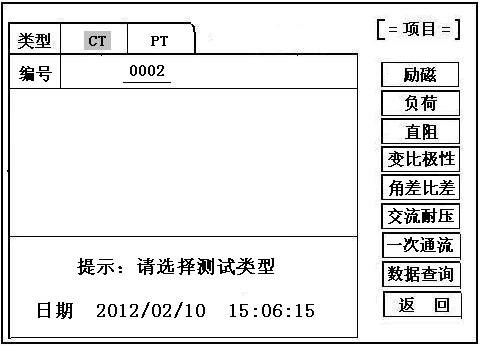 类型 CT PT
编号 0002
提示：请选择测试类型
日期 2012/02/10 15:06:15
[=项目=]
励磁
负荷
直阻
变比极性
角差比差
交流耐压
一次通流
数据查询
返 回